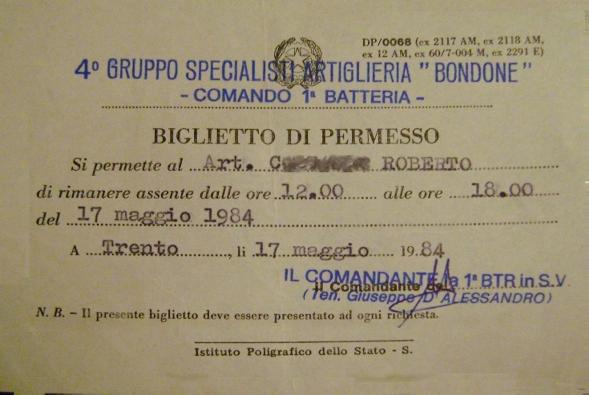 DP/0068 (ex 2117 AM, ex 2118 AM,
ex 12 AM, ex 60/7-004 M, ex 2291 E)
4° GRUPPO SPECIALISTI ARTIGLIERIA " BONDONE "
- COMANDO 1ª BATTERIA -
BIGLIETTO DI PERMESSO
Si permette al Art. ROBERTO
di rimanere assente dalle ore 12.00 alle ore 18.00
del 17 maggio 1984
A Trento, li 17 maggio 1984
IL COMANDANTE la 1ª BTR in S.V.
Il Comandante de
(Ten. Giuseppe D'ALESSANDRO)
N. B. – Il presente biglietto deve essere presentato ad ogni richiesta.
Istituto Poligrafico dello Stato - S.